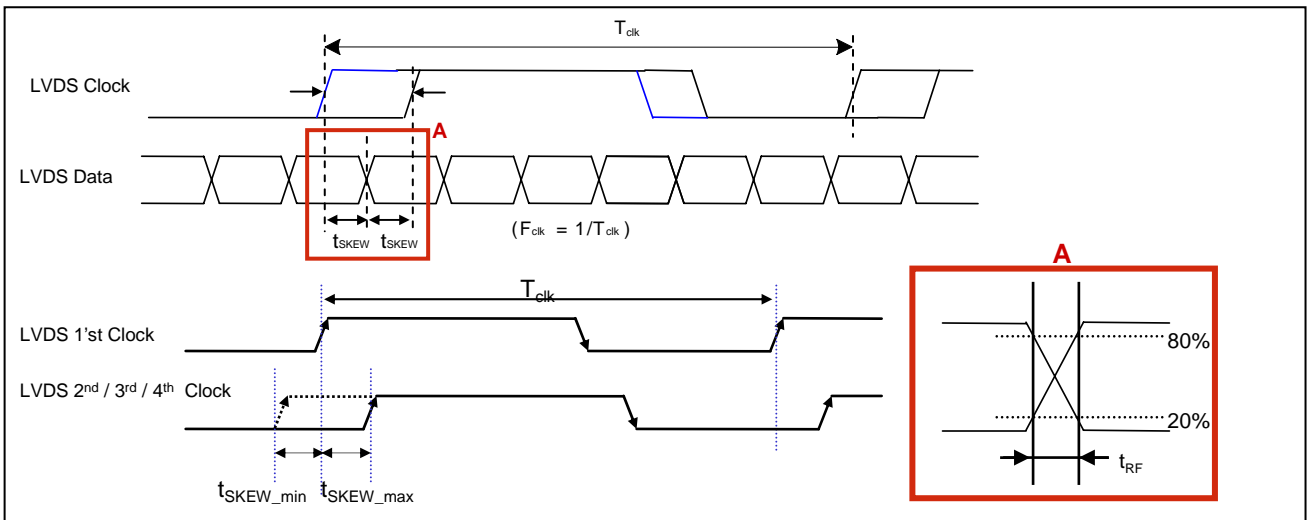 Tclk
LVDS Clock
A
LVDS Data
tSKEW tSKEW
(Fclk = 1/Tclk)
A
Tclk
LVDS 1'st Clock
80%
LVDS 2nd / 3rd / 4th Clock
20%
tRF
tSKEW_min tSKEW_max